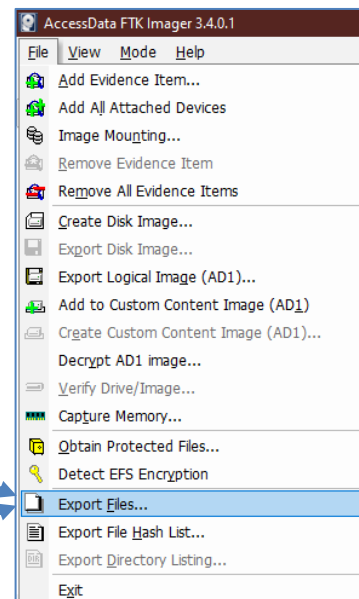 AccessData FTK Imager 3.4.0.1
File View Mode Help
Add Evidence Item...
Add All Attached Devices
Image Mounting...
Remove Evidence Item
Remove All Evidence Items
Create Disk Image...
Export Disk Image...
Export Logical Image (AD1)...
Add to Custom Content Image (AD1)
Create Custom Content Image (AD1)...
Decrypt AD1 image...
Verify Drive/Image...
Capture Memory...
Obtain Protected Files...
Detect EFS Encryption
Export Files...
Export File Hash List...
Export Directory Listing...
Exit